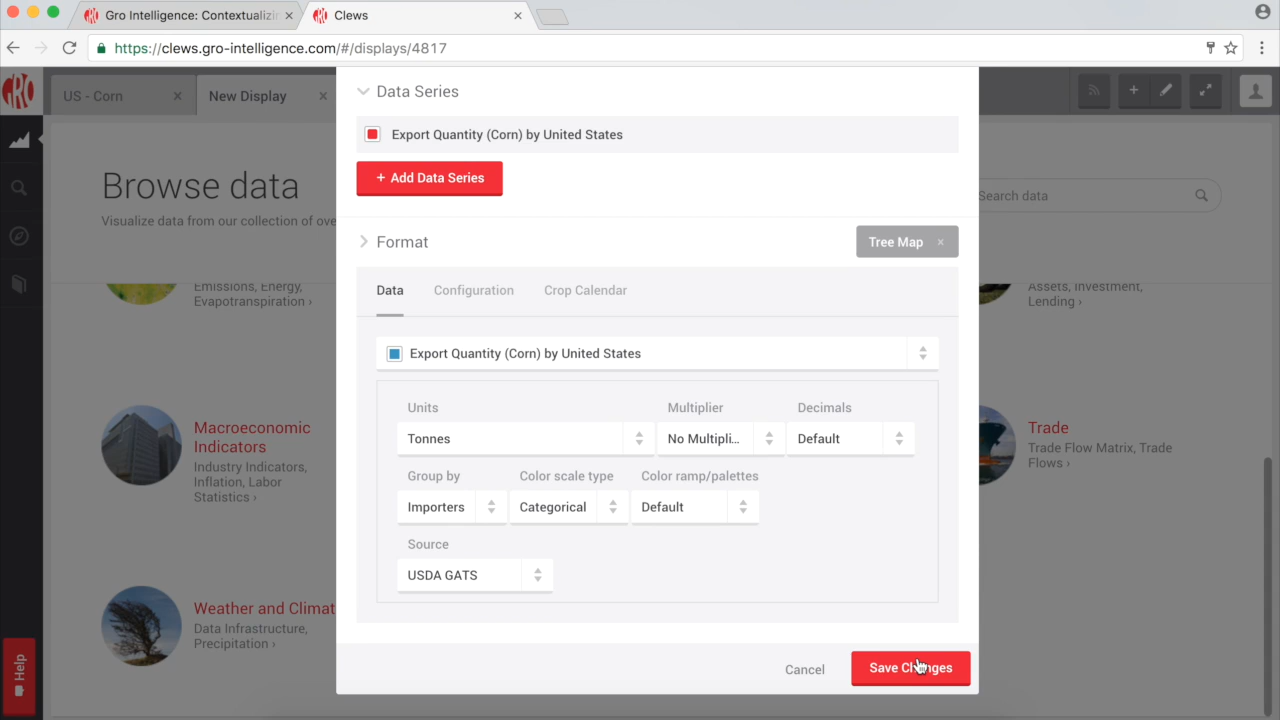 Gro Intelligence: Contextualizin
Clews
https://clews.gro-intelligence.com/#/displays/4817
GRO
US - Corn
New Display
Browse data
Visualize data from our collection of ove
Search data
Emissions, Energy,
Evapotranspiration ›
Assets, Investment,
Lending ›
Macroeconomic
Indicators
Industry Indicators,
Inflation, Labor
Statistics ›
Trade
Trade Flow Matrix, Trade
Flows ›
Weather and Climat
Data Infrastructure,
Precipitation ›
Help
Data Series
Export Quantity (Corn) by United States
+ Add Data Series
Format
Tree Map ×
Data
Configuration
Crop Calendar
Export Quantity (Corn) by United States
Units
Multiplier
Decimals
Tonnes
No Multipli...
Default
Group by
Color scale type
Color ramp/palettes
Importers
Categorical
Default
Source
USDA GATS
Cancel
Save Changes